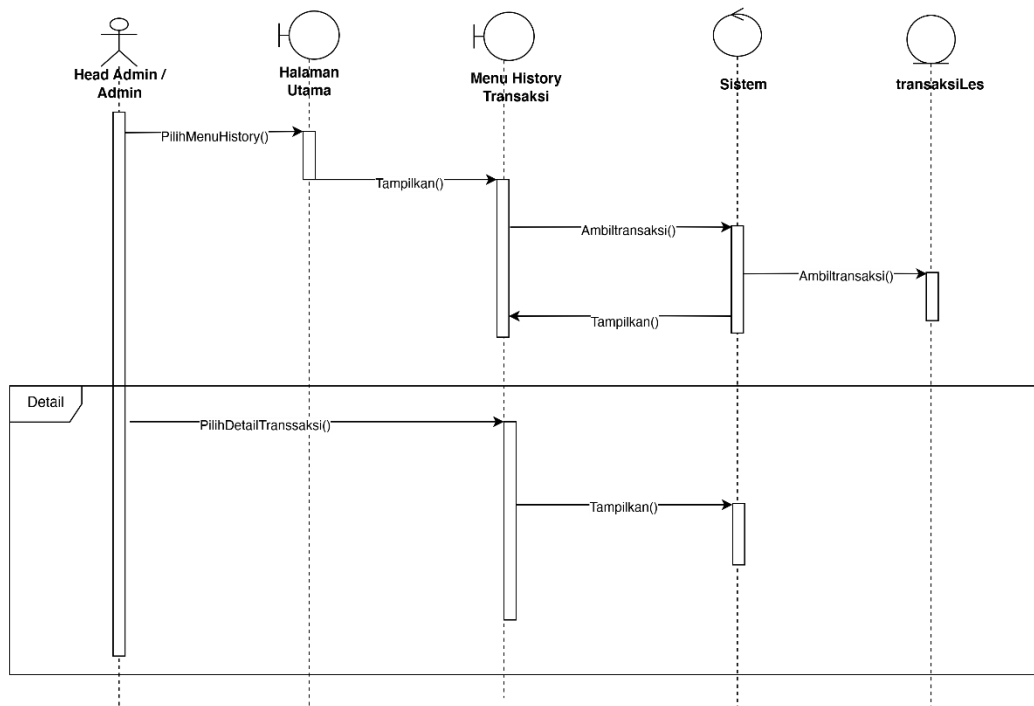 Head Admin /
Admin
Halaman
Utama
Menu History
Transaksi
Sistem
transaksiLes
PilihMenuHistory()
Tampilkan()
Ambiltransaksi()
Ambiltransaksi()
Tampilkan()
Detail
PilihDetailTranssaksi()
Tampilkan()